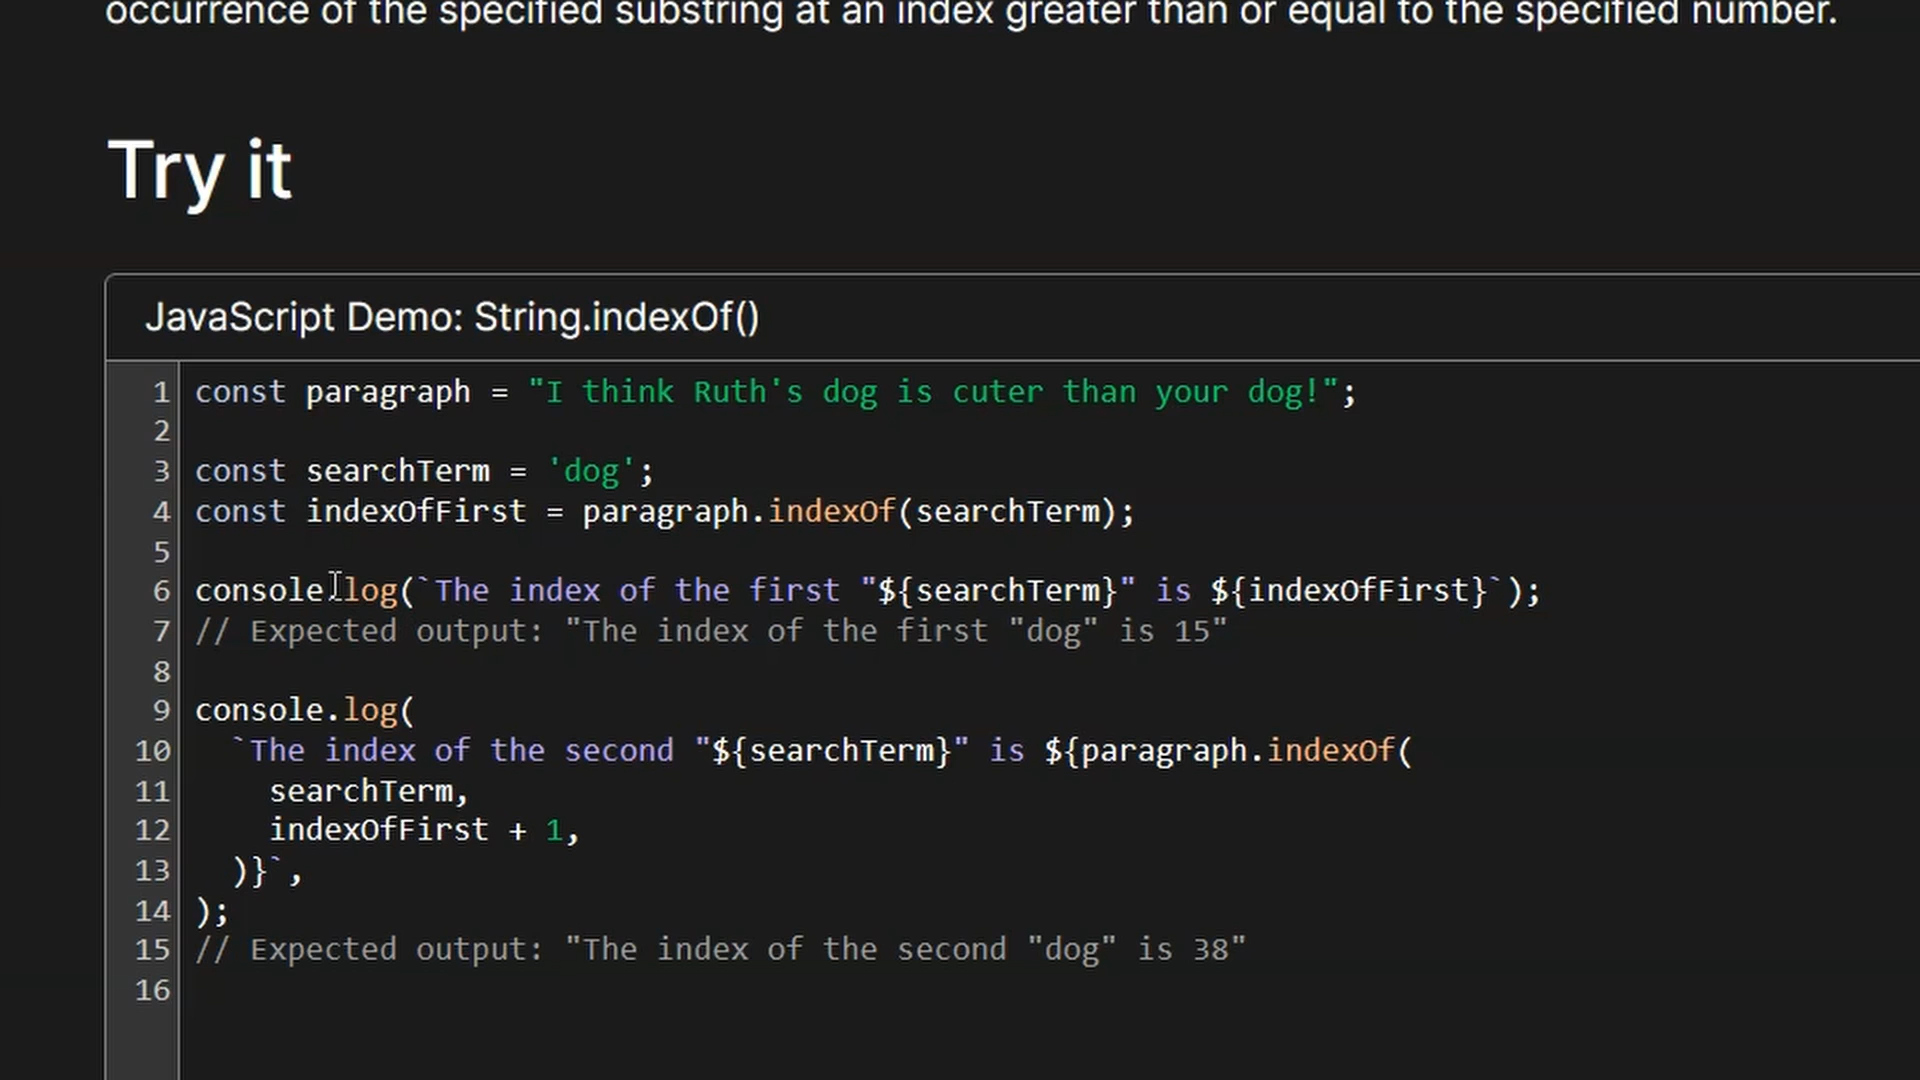 occurrence of the specified substring at an index greater than or equal to the specified number.
Try it
JavaScript Demo: String.indexOf()
1 const paragraph = "I think Ruth's dog is cuter than your dog!";
2
3 const searchTerm = 'dog';
4 const indexOfFirst = paragraph.indexOf(searchTerm);
5
6 console.log(`The index of the first "${searchTerm}" is ${indexOfFirst}`);
7 // Expected output: "The index of the first "dog" is 15"
8
9 console.log(
10   `The index of the second "${searchTerm}" is ${paragraph.indexOf(
11     searchTerm,
12     indexOfFirst + 1,
13   )}`,
14 );
15 // Expected output: "The index of the second "dog" is 38"
16